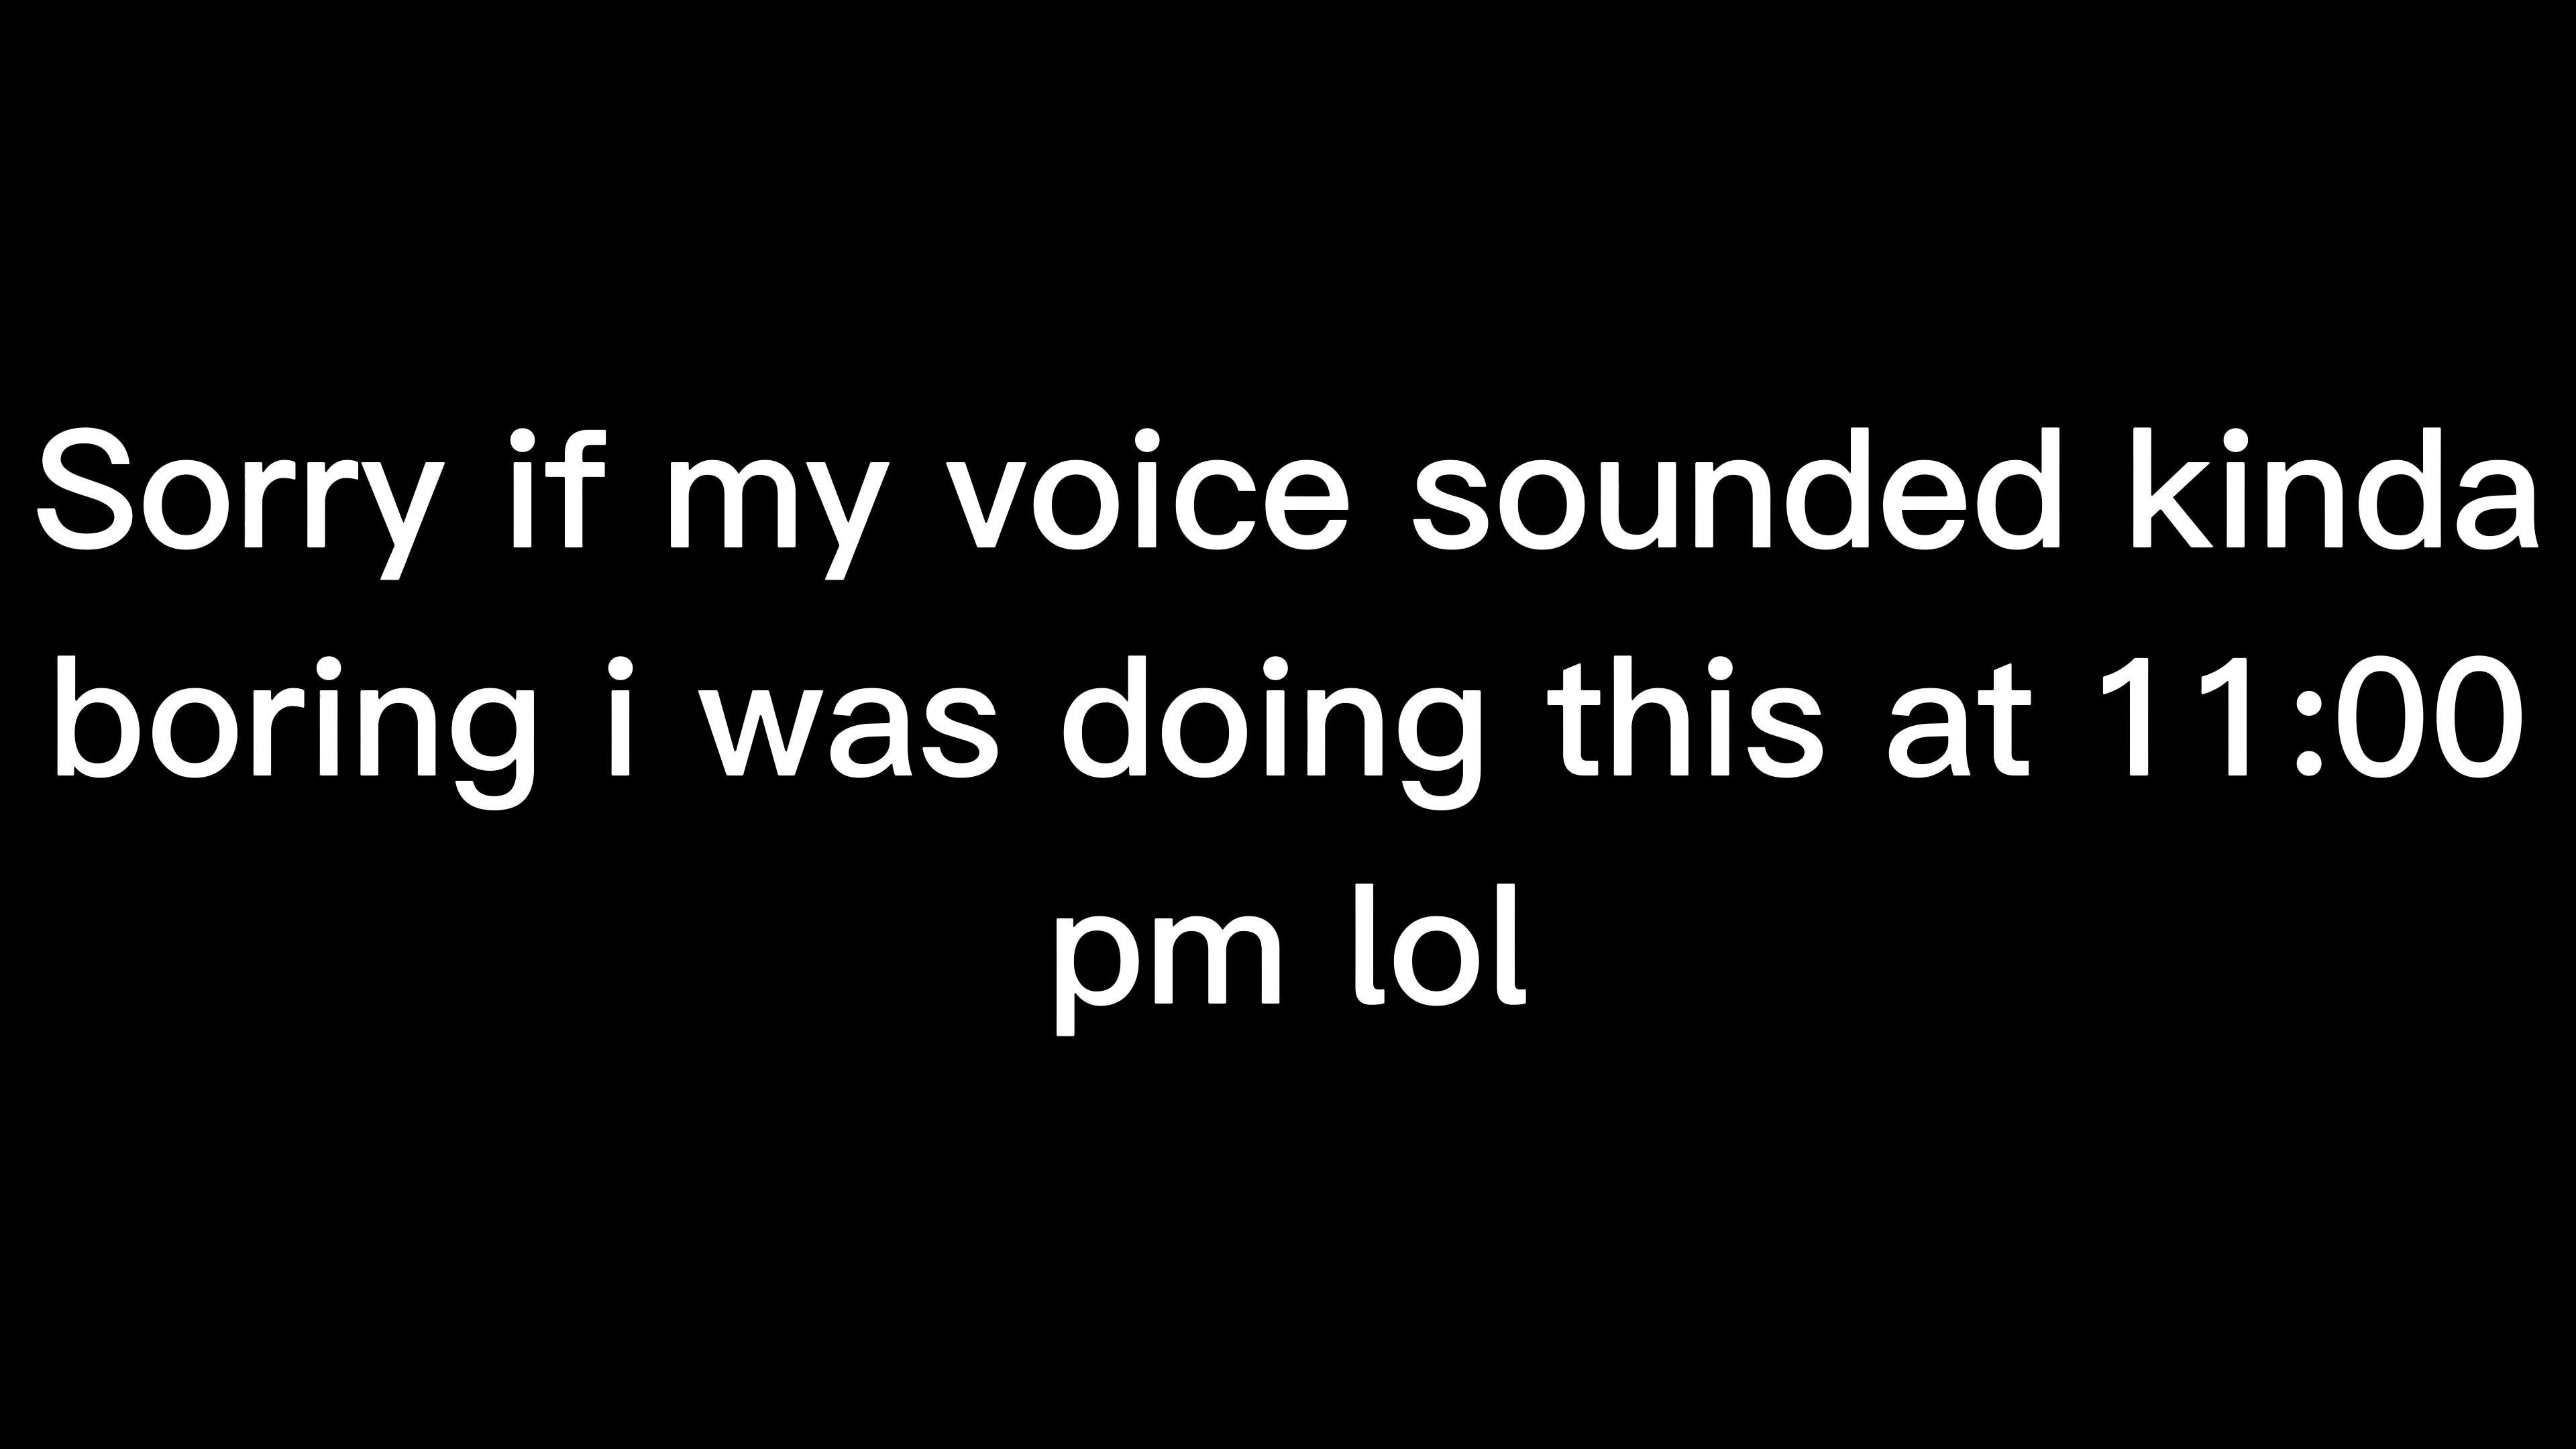 Sorry if my voice sounded kinda
boring i was doing this at 11:00
pm lol